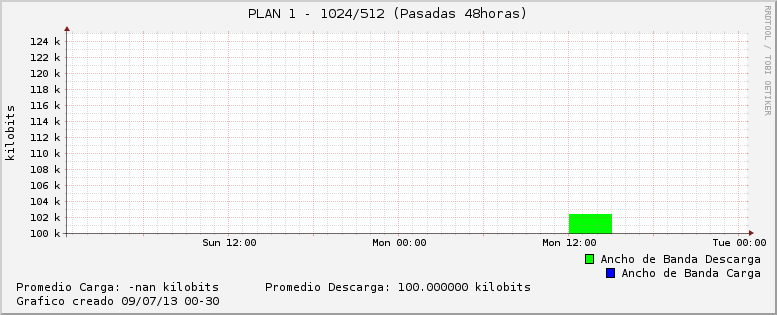 PLAN 1 - 1024/512 (Pasadas 48horas)
RRDTOOL / TOBI OETIKER
kilobits
124 k
122 k
120 k
118 k
116 k
114 k
112 k
110 k
108 k
106 k
104 k
102 k
100 k
Sun 12:00 Mon 00:00 Mon 12:00 Tue 00:00
Ancho de Banda Descarga
Ancho de Banda Carga
Promedio Carga: -nan kilobits Promedio Descarga: 100.000000 kilobits
Grafico creado 09/07/13 00-30